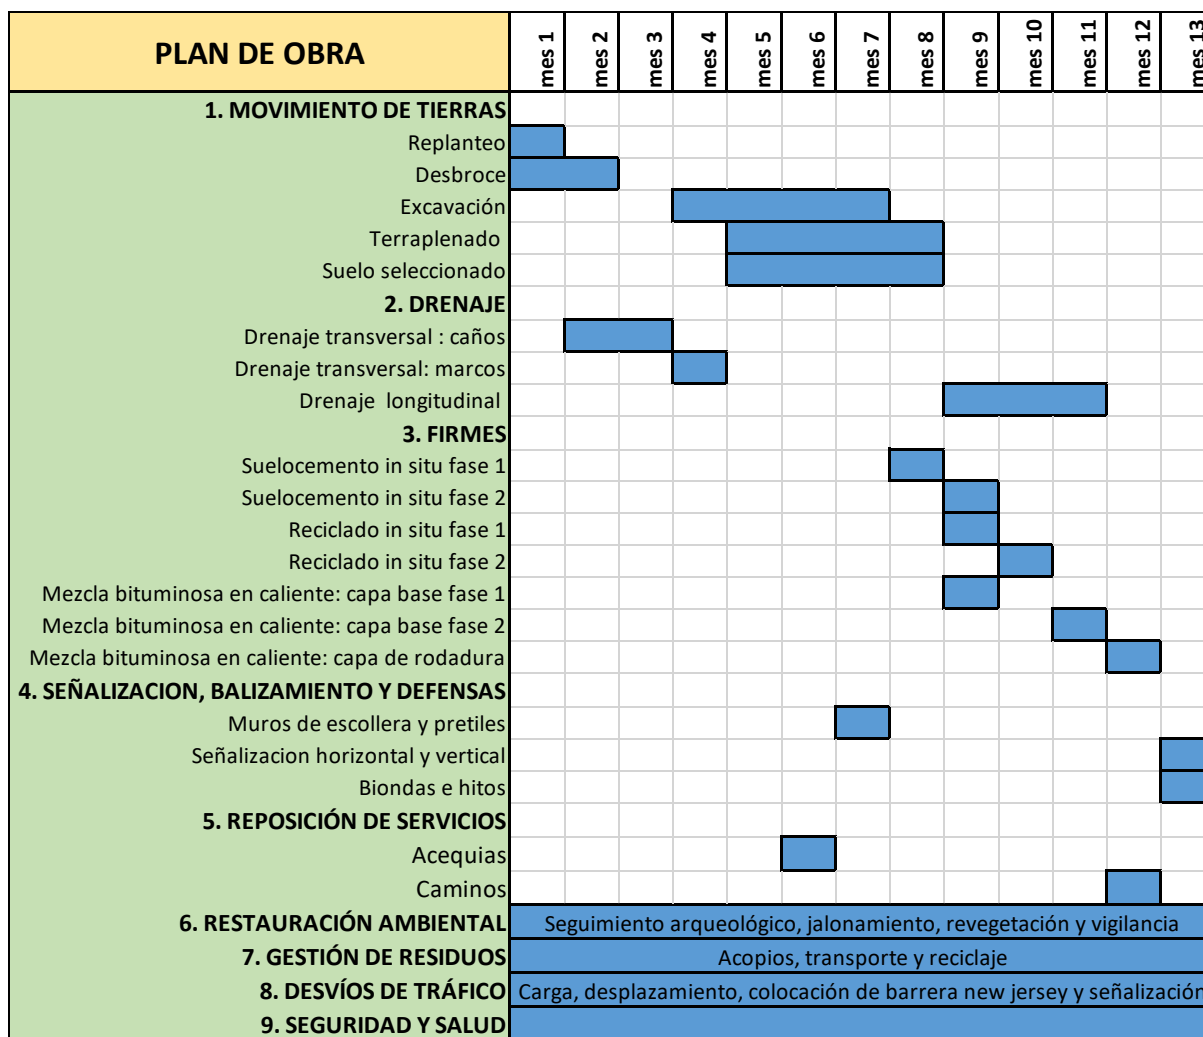 PLAN DE OBRA
mes 1
mes 2
mes 3
mes 4
mes 5
mes 6
mes 7
mes 8
mes 9
mes 10
mes 11
mes 12
mes 13
1. MOVIMIENTO DE TIERRAS
Replanteo
Desbroce
Excavación
Terraplenado
Suelo seleccionado
2. DRENAJE
Drenaje transversal : caños
Drenaje transversal: marcos
Drenaje longitudinal
3. FIRMES
Suelocemento in situ fase 1
Suelocemento in situ fase 2
Reciclado in situ fase 1
Reciclado in situ fase 2
Mezcla bituminosa en caliente: capa base fase 1
Mezcla bituminosa en caliente: capa base fase 2
Mezcla bituminosa en caliente: capa de rodadura
4. SEÑALIZACION, BALIZAMIENTO Y DEFENSAS
Muros de escollera y pretiles
Señalizacion horizontal y vertical
Biondas e hitos
5. REPOSICIÓN DE SERVICIOS
Acequias
Caminos
6. RESTAURACIÓN AMBIENTAL Seguimiento arqueológico, jalonamiento, revegetación y vigilancia
7. GESTIÓN DE RESIDUOS Acopios, transporte y reciclaje
8. DESVÍOS DE TRÁFICO Carga, desplazamiento, colocación de barrera new jersey y señalización
9. SEGURIDAD Y SALUD